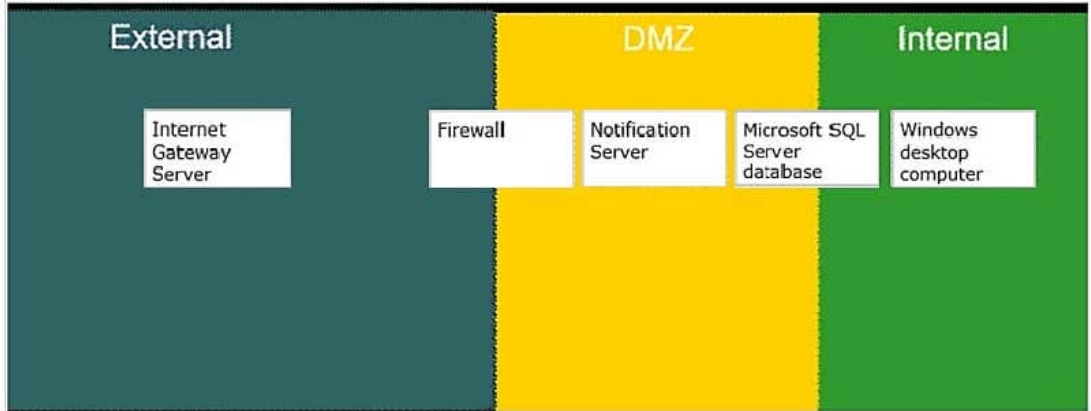 External
DMZ
Internal
Internet
Gateway
Server
Firewall
Notification
Server
Microsoft SQL
Server
database
Windows
desktop
computer